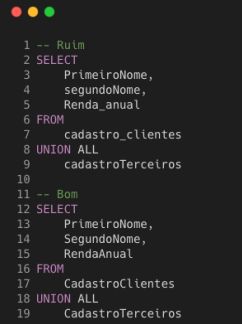 1 -- Ruim
2 SELECT
3     PrimeiroNome,
4     segundoNome,
5     Renda_anual
6 FROM
7     cadastro_clientes
8 UNION ALL
9     cadastroTerceiros
10
11 -- Bom
12 SELECT
13     PrimeiroNome,
14     SegundoNome,
15     RendaAnual
16 FROM
17     CadastroClientes
18 UNION ALL
19     CadastroTerceiros